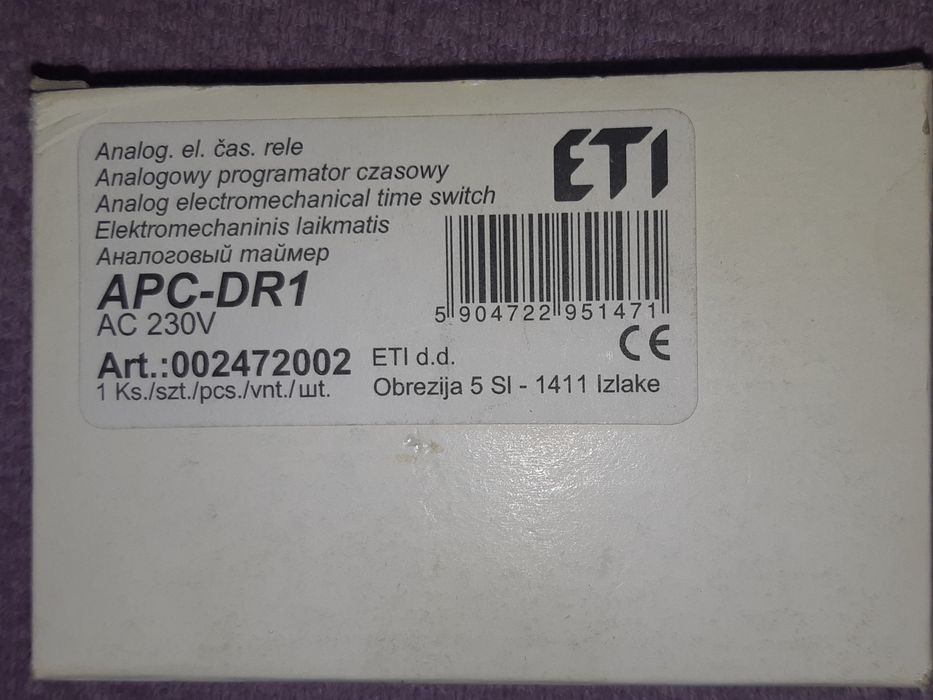 Analog. el. čas. rele
Analogowy programator czasowy
Analog electromechanical time switch
Elektromechaninis laikmatis
Аналоговый таймер
APC-DR1
AC 230V
Art.:002472002
1 Ks./szt./pcs./vnt./шт.
ETI
5 904722 951471
CE
ETI d.d.
Obrezija 5 SI - 1411 Izlake